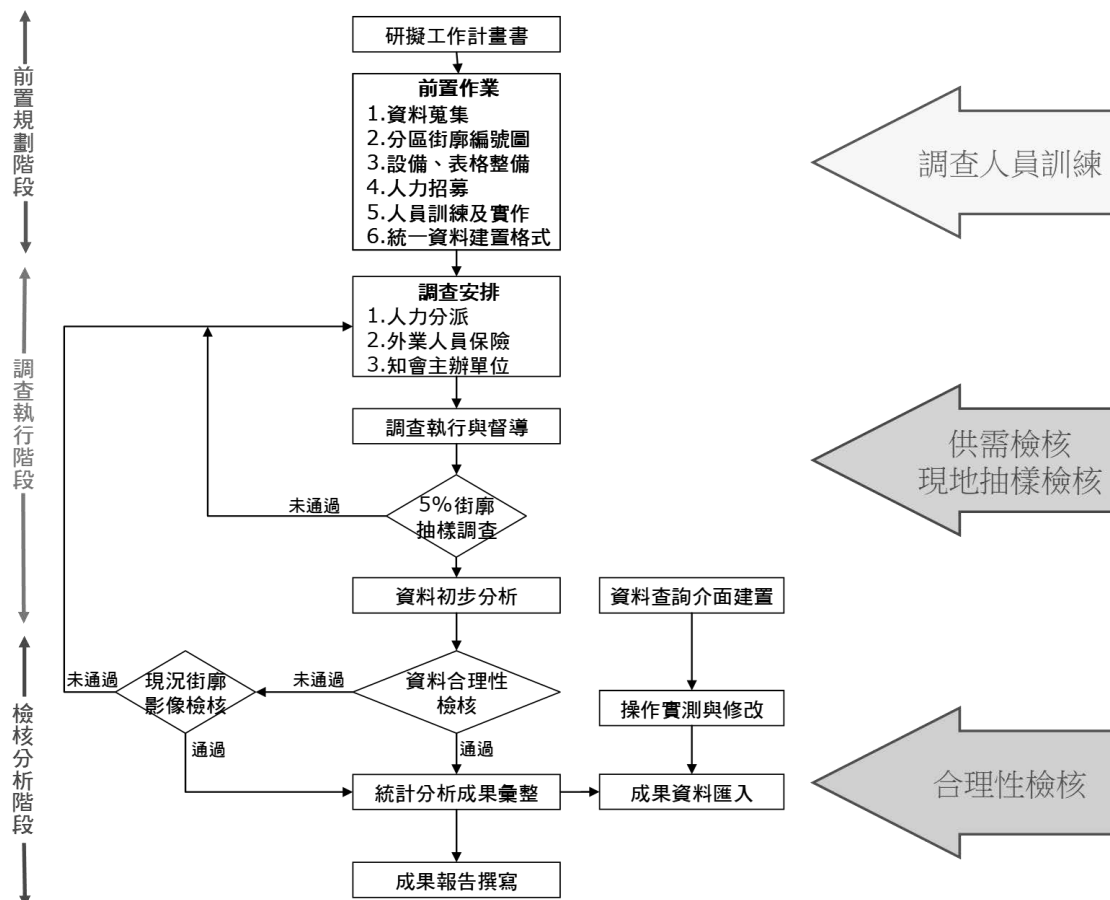 前置規劃階段
調查執行階段
檢核分析階段
研擬工作計畫書
前置作業
1.資料蒐集
2.分區街廓編號圖
3.設備、表格整備
4.人力招募
5.人員訓練及實作
6.統一資料建置格式
調查安排
1.人力分派
2.外業人員保險
3.知會主辦單位
調查執行與督導
未通過
5%街廓
抽樣調查
資料初步分析
資料查詢介面建置
未通過
現況街廓
影像檢核
未通過
資料合理性
檢核
操作實測與修改
通過
通過
統計分析成果彙整
成果資料匯入
成果報告撰寫
調查人員訓練
供需檢核
現地抽樣檢核
合理性檢核